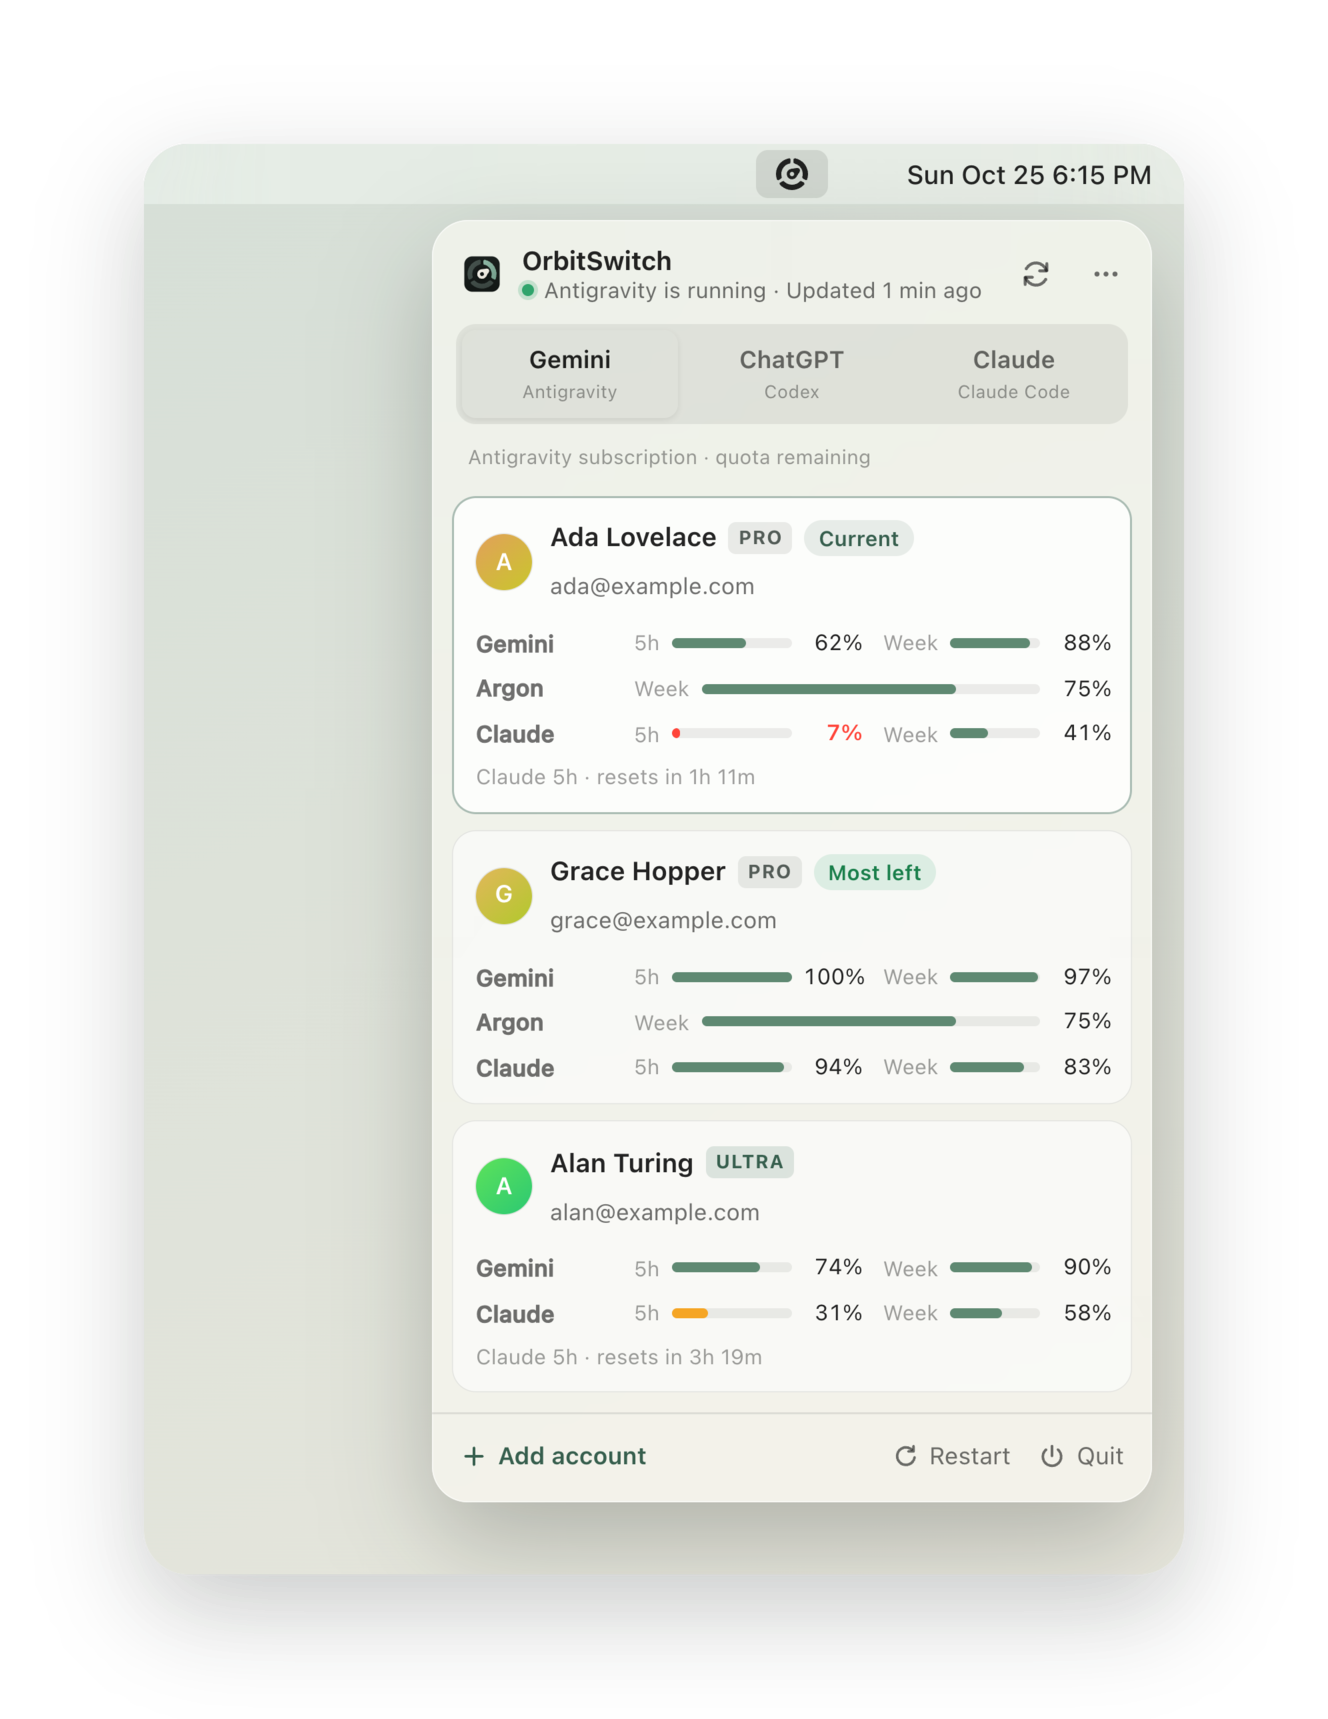 Sun Oct 25 6:15 PM
OrbitSwitch
Antigravity is running · Updated 1 min ago
Gemini ChatGPT Claude
Antigravity Codex Claude Code
Antigravity subscription · quota remaining
A
Ada Lovelace PRO Current
ada@example.com
Gemini 5h 62% Week 88%
Argon Week 75%
Claude 5h 7% Week 41%
Claude 5h · resets in 1h 11m
G
Grace Hopper PRO Most left
grace@example.com
Gemini 5h 100% Week 97%
Argon Week 75%
Claude 5h 94% Week 83%
A
Alan Turing ULTRA
alan@example.com
Gemini 5h 74% Week 90%
Claude 5h 31% Week 58%
Claude 5h · resets in 3h 19m
+ Add account Restart Quit